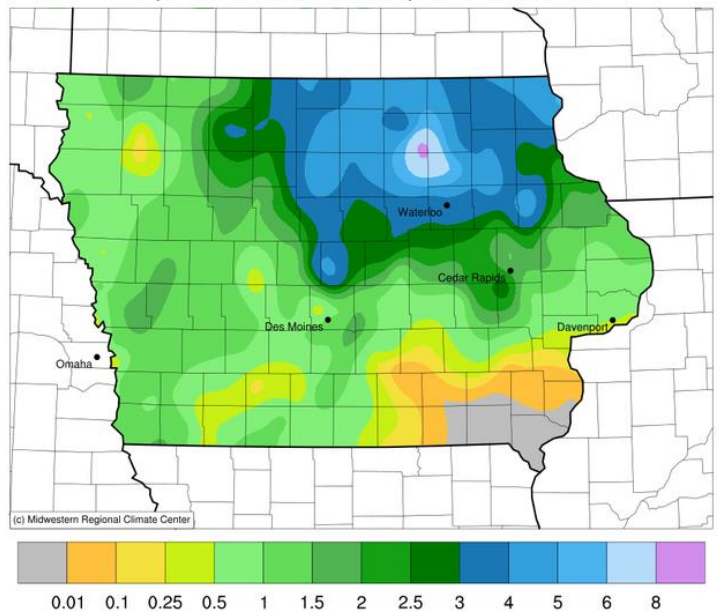 Waterloo
Cedar Rapids
Des Moines
Davenport
Omaha
(c) Midwestern Regional Climate Center
0.01 0.1 0.25 0.5 1 1.5 2 2.5 3 4 5 6 8